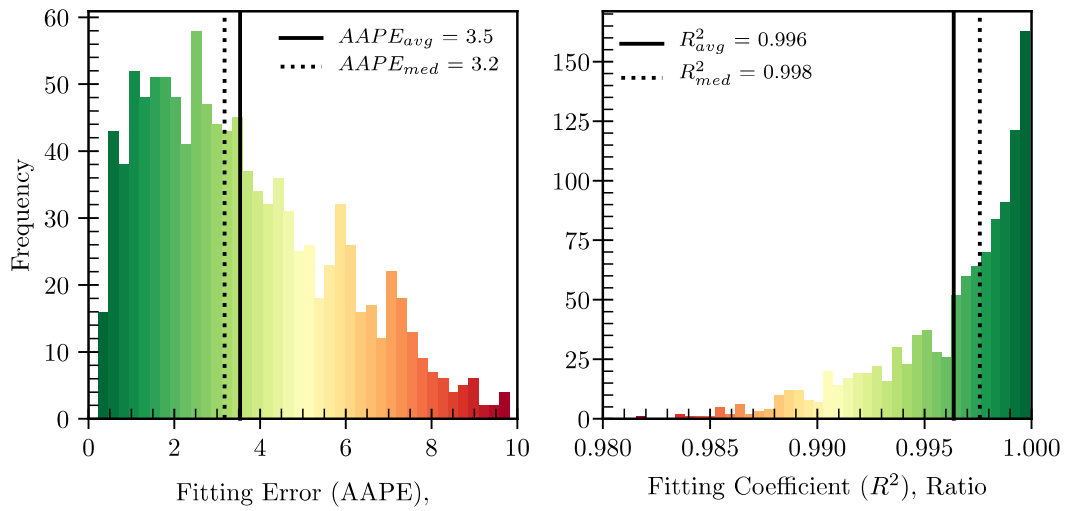 60
50
40
30
20
10
0
Frequency
AAPE_avg = 3.5
AAPE_med = 3.2
0 2 4 6 8 10
Fitting Error (AAPE),
150
125
100
75
50
25
0
R²_avg = 0.996
R²_med = 0.998
0.980 0.985 0.990 0.995 1.000
Fitting Coefficient (R²), Ratio